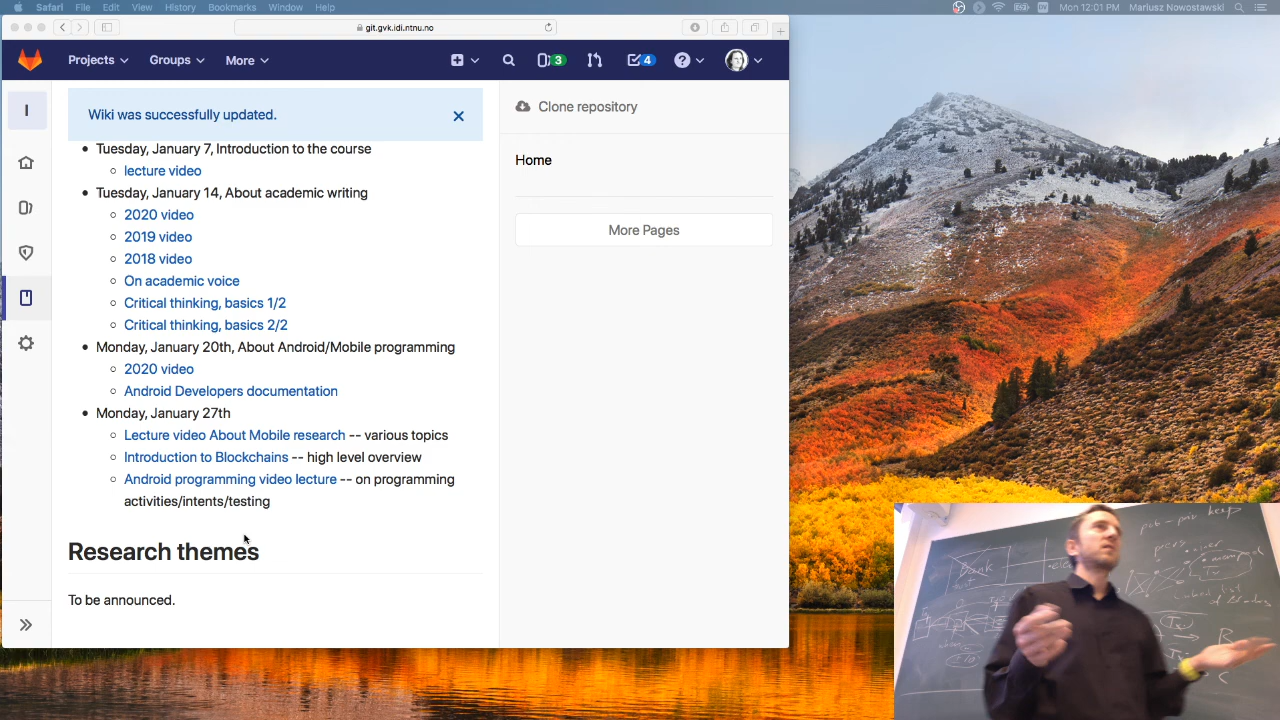 Safari File Edit View History Bookmarks Window Help Mon 12:01 PM Mariusz Nowostawski
git.gvk.idi.ntnu.no
Projects Groups More 3 4 ?
I
Wiki was successfully updated.
Tuesday, January 7, Introduction to the course
lecture video
Tuesday, January 14, About academic writing
2020 video
2019 video
2018 video
On academic voice
Critical thinking, basics 1/2
Critical thinking, basics 2/2
Monday, January 20th, About Android/Mobile programming
2020 video
Android Developers documentation
Monday, January 27th
Lecture video About Mobile research -- various topics
Introduction to Blockchains -- high level overview
Android programming video lecture -- on programming
activities/intents/testing
Research themes
To be announced.
Clone repository
Home
More Pages
Bank
B
C